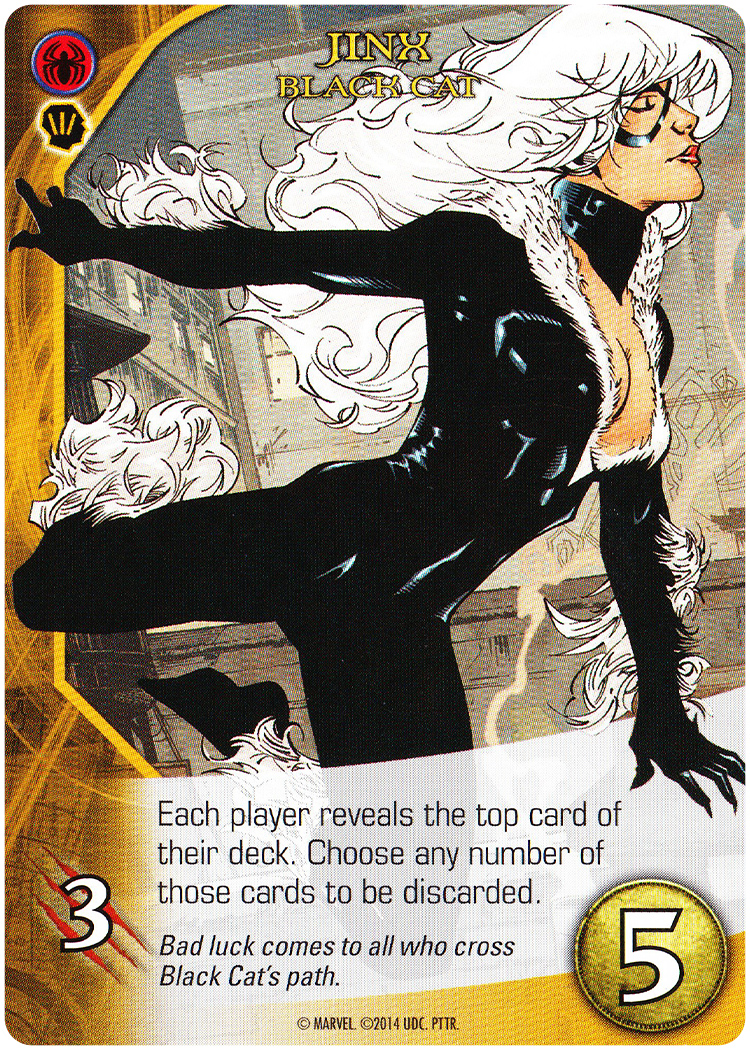 JINX
BLACK CAT
Each player reveals the top card of
their deck. Choose any number of
those cards to be discarded.
Bad luck comes to all who cross
Black Cat's path.
3
5
© MARVEL. ©2014 UDC. PTTR.